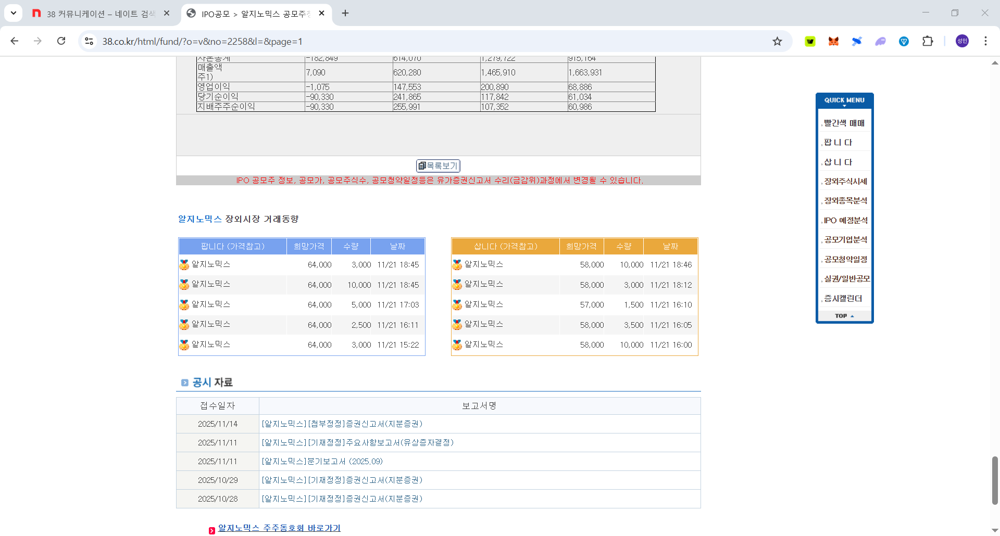 38 커뮤니케이션 – 네이트 검색
IPO공모 > 알지노믹스 공모주청
38.co.kr/html/fund/?o=v&no=2258&l=&page=1
성민
자본총계 -182,849 614,070 1,279,722 915,164
매출액
주1) 7,090 620,280 1,465,910 1,663,931
영업이익 -1,075 147,553 200,890 68,886
당기순이익 -90,330 241,865 117,842 61,034
지배주주순이익 -90,330 255,991 107,352 60,986
목록보기
IPO 공모주 정보, 공모가, 공모주식수, 공모청약일정등은 유가증권신고서 수리(금감위)과정에서 변경될 수 있습니다.
알지노믹스 장외시장 거래동향
팝니다 (가격참고) 희망가격 수량 날짜
알지노믹스 64,000 3,000 11/21 18:45
알지노믹스 64,000 10,000 11/21 18:45
알지노믹스 64,000 5,000 11/21 17:03
알지노믹스 64,000 2,500 11/21 16:11
알지노믹스 64,000 3,000 11/21 15:22
삽니다 (가격참고) 희망가격 수량 날짜
알지노믹스 58,000 10,000 11/21 18:46
알지노믹스 58,000 3,000 11/21 18:12
알지노믹스 57,000 1,500 11/21 16:10
알지노믹스 58,000 3,500 11/21 16:05
알지노믹스 58,000 10,000 11/21 16:00
공시 자료
접수일자 보고서명
2025/11/14 [알지노믹스][첨부정정]증권신고서(지분증권)
2025/11/11 [알지노믹스][기재정정]주요사항보고서(유상증자결정)
2025/11/11 [알지노믹스]분기보고서 (2025.09)
2025/10/29 [알지노믹스][기재정정]증권신고서(지분증권)
2025/10/28 [알지노믹스][기재정정]증권신고서(지분증권)
알지노믹스 주주동호회 바로가기
QUICK MENU
빨간색 매매
팝 니 다
삽 니 다
장외주식시세
장외종목분석
IPO 예정분석
공모기업분석
공모청약일정
실권/일반공모
증시캘린더
TOP